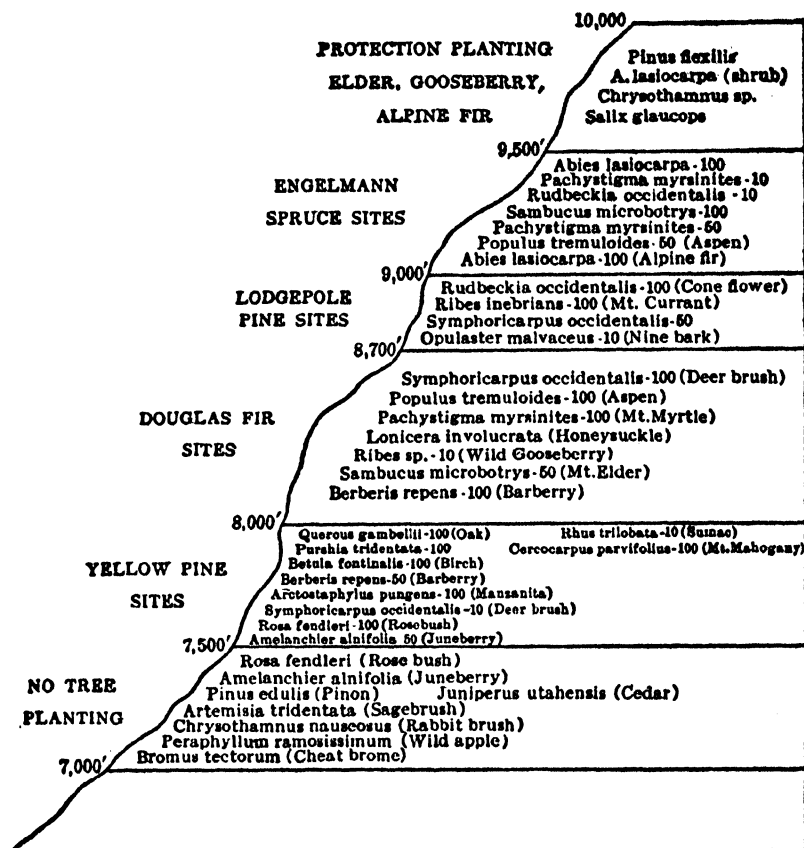 10,000
PROTECTION PLANTING
ELDER, GOOSEBERRY,
ALPINE FIR
Pinus flexilis
A. lasiocarpa (shrub)
Chrysothamnus sp.
Salix glaucops
9,500'
ENGELMANN
SPRUCE SITES
Abies lasiocarpa - 100
Pachystigma myrsinites - 10
Rudbeckia occidentalis - 10
Sambucus microbotrys - 100
Pachystigma myrsinites - 50
Populus tremuloides - 50 (Aspen)
Abies lasiocarpa - 100 (Alpine fir)
9,000'
LODGEPOLE
PINE SITES
Rudbeckia occidentalis - 100 (Cone flower)
Ribes inebrians - 100 (Mt. Currant)
Symphoricarpus occidentalis - 50
Opulaster malvaceus - 10 (Nine bark)
8,700'
DOUGLAS FIR
SITES
Symphoricarpus occidentalis - 100 (Deer brush)
Populus tremuloides - 100 (Aspen)
Pachystigma myrsinites - 100 (Mt. Myrtle)
Lonicera involucrata (Honeysuckle)
Ribes sp. - 10 (Wild Gooseberry)
Sambucus microbotrys - 50 (Mt. Elder)
Berberis repens - 100 (Barberry)
8,000'
YELLOW PINE
SITES
Querous gambelii - 100 (Oak) Rhus trilobata - 10 (Sumac)
Purshia tridentata - 100 Cercocarpus parvifolius - 100 (Mt. Mahogany)
Betula fontinalis - 100 (Birch)
Berberis repens - 50 (Barberry)
Arctostaphylus pungens - 100 (Manzanita)
Symphoricarpus occidentalis - 10 (Deer brush)
Rosa fendleri - 100 (Rosebush)
Amelanchier alnifolia 50 (Juneberry)
7,500'
NO TREE
PLANTING
Rosa fendleri (Rose bush)
Amelanchier alnifolia (Juneberry)
Pinus edulis (Pinon) Juniperus utahensis (Cedar)
Artemisia tridentata (Sagebrush)
Chrysothamnus nauscosus (Rabbit brush)
Peraphyllum ramosissimum (Wild apple)
Bromus tectorum (Cheat brome)
7,000'